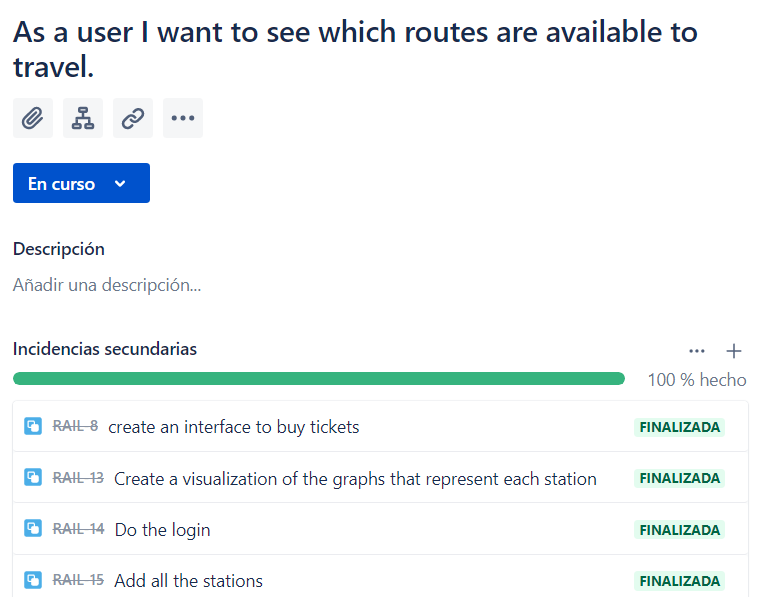 As a user I want to see which routes are available to
travel.
En curso
Descripción
Añadir una descripción...
Incidencias secundarias
100 % hecho
RAIL-8 create an interface to buy tickets FINALIZADA
RAIL-13 Create a visualization of the graphs that represent each station FINALIZADA
RAIL-14 Do the login FINALIZADA
RAIL-15 Add all the stations FINALIZADA